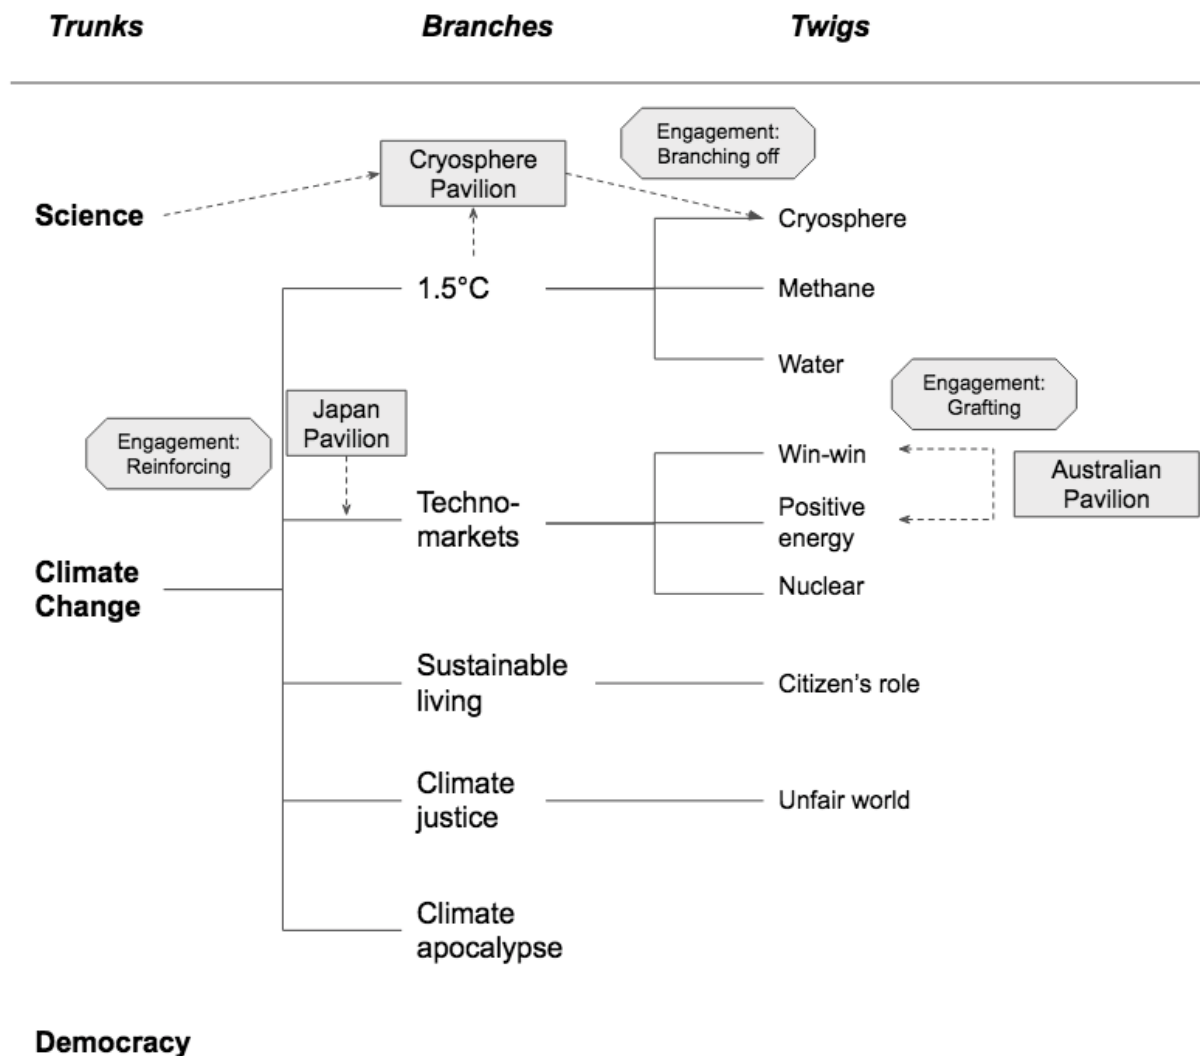 Trunks
Branches
Twigs
Engagement:
Branching off
Cryosphere
Pavilion
Science
Cryosphere
1.5°C
Methane
Water
Engagement:
Grafting
Japan
Pavilion
Engagement:
Reinforcing
Win-win
Australian
Pavilion
Techno-
markets
Positive
energy
Nuclear
Climate
Change
Sustainable
living
Citizen's role
Climate
justice
Unfair world
Climate
apocalypse
Democracy